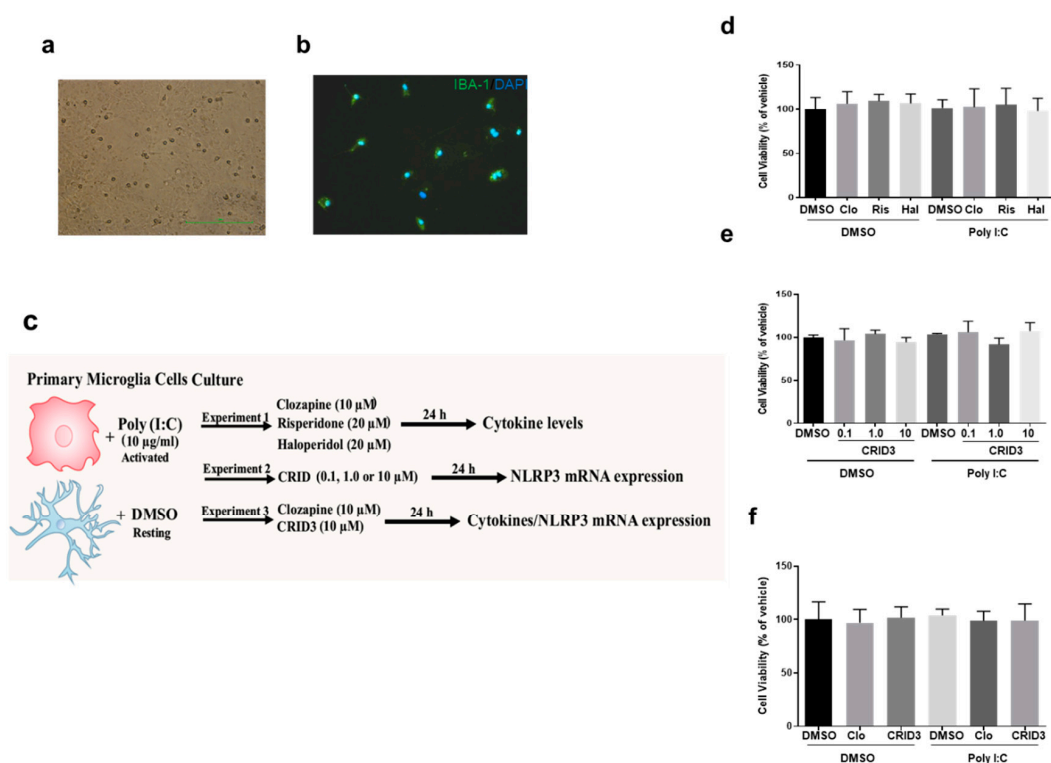 a
b
IBA-1/DAPI
c
Primary Microglia Cells Culture
+ Poly (I:C)
(10 µg/ml)
Activated
Experiment 1
Clozapine (10 µM)
Risperidone (20 µM)
Haloperidol (20 µM)
24 h
Cytokine levels
Experiment 2
CRID (0.1, 1.0 or 10 µM)
24 h
NLRP3 mRNA expression
+ DMSO
Resting
Experiment 3
Clozapine (10 µM)
CRID3 (10 µM)
24 h
Cytokines/NLRP3 mRNA expression
d
Cell Viability (% of vehicle)
150
100
50
0
DMSO Clo Ris Hal DMSO Clo Ris Hal
DMSO Poly I:C
e
Cell Viability (% of vehicle)
150
100
50
0
DMSO 0.1 1.0 10 DMSO 0.1 1.0 10
CRID3 CRID3
DMSO Poly I:C
f
Cell Viability (% of vehicle)
150
100
50
0
DMSO Clo CRID3 DMSO Clo CRID3
DMSO Poly I:C